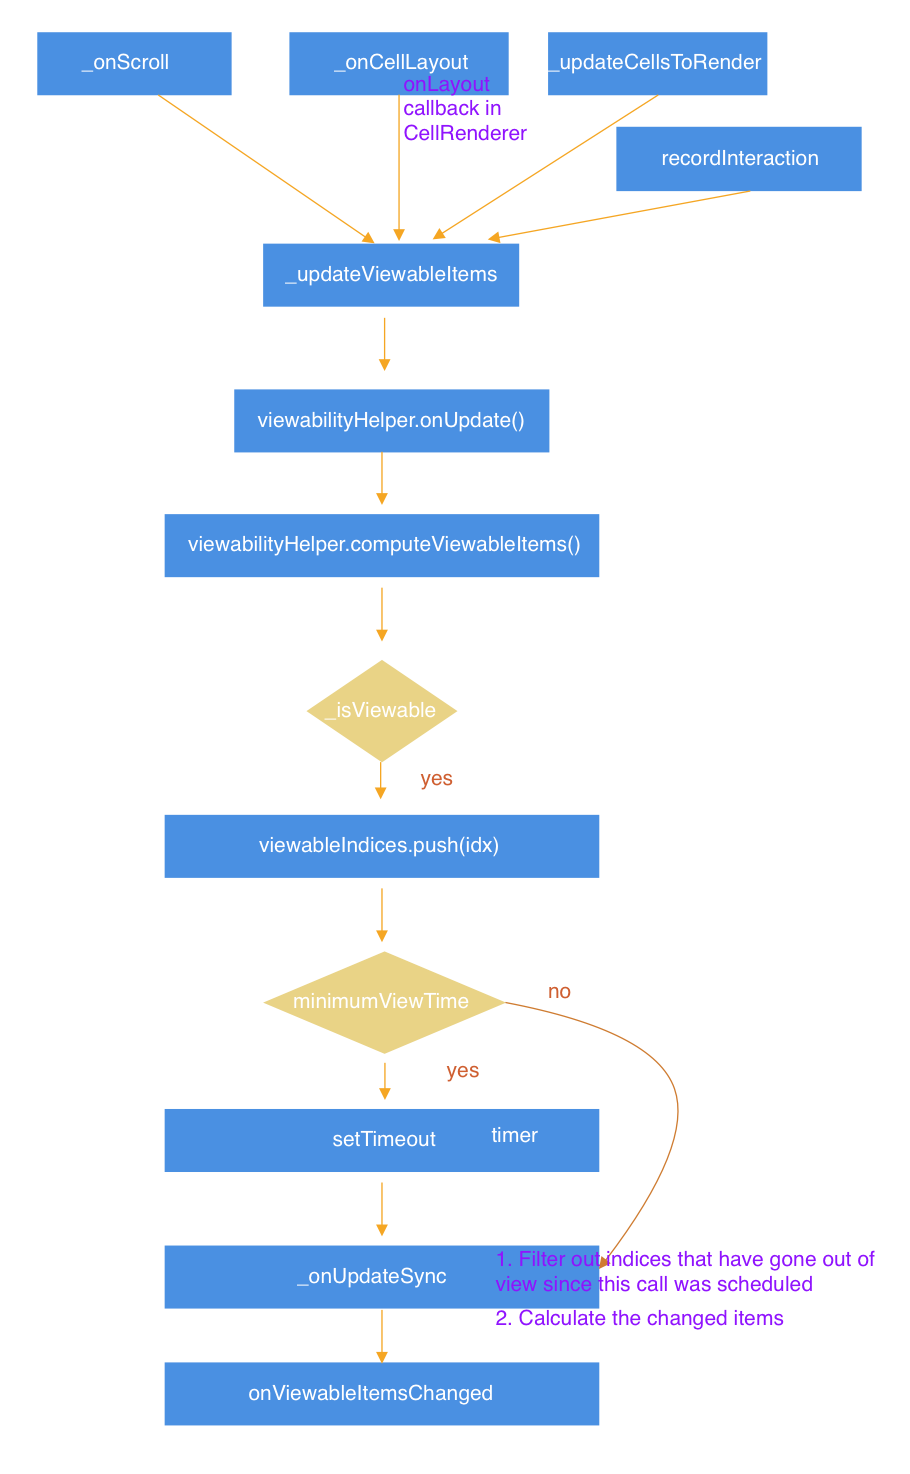 _onScroll
_onCellLayout
_updateCellsToRender
onLayout
callback in
CellRenderer
recordInteraction
_updateViewableItems
viewabilityHelper.onUpdate()
viewabilityHelper.computeViewableItems()
_isViewable
yes
viewableIndices.push(idx)
minimumViewTime
no
yes
setTimeout
timer
_onUpdateSync
1. Filter out indices that have gone out of
view since this call was scheduled
2. Calculate the changed items
onViewableItemsChanged